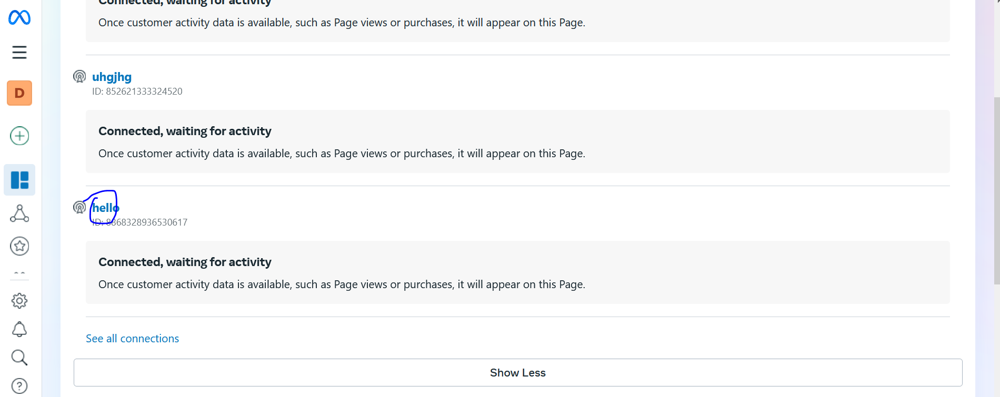 Connected, waiting for activity
Once customer activity data is available, such as Page views or purchases, it will appear on this Page.
uhgjhg
ID: 852621333324520
D
Connected, waiting for activity
Once customer activity data is available, such as Page views or purchases, it will appear on this Page.
hello
ID: 8868328936530617
Connected, waiting for activity
Once customer activity data is available, such as Page views or purchases, it will appear on this Page.
See all connections
Show Less